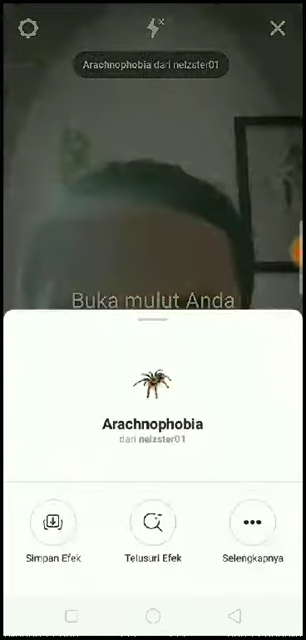 Arachnophobia dari nelzster01
Buka mulut Anda
Arachnophobia
dari nelzster01
Simpan Efek
Telusuri Efek
Selengkapnya